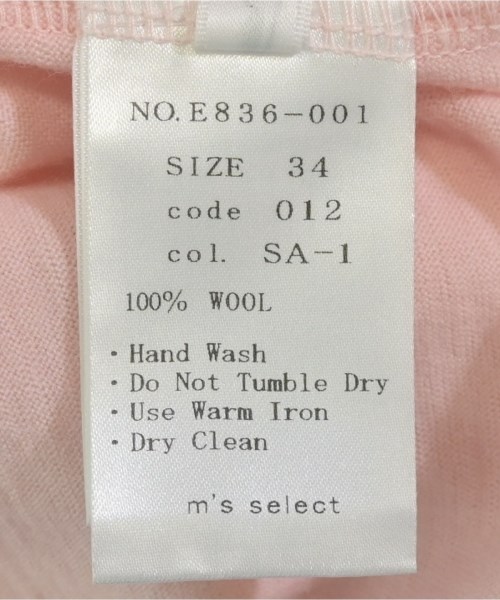 NO. E836-001
SIZE 34
code 012
col. SA-1
100% WOOL
・Hand Wash
・Do Not Tumble Dry
・Use Warm Iron
・Dry Clean
m's select